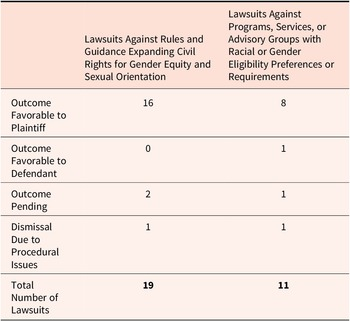 Lawsuits Against Rules and
Guidance Expanding Civil
Rights for Gender Equity and
Sexual Orientation
Lawsuits Against
Programs, Services, or
Advisory Groups with
Racial or Gender
Eligibility Preferences or
Requirements
Outcome
Favorable to
Plaintiff
16
8
Outcome
Favorable to
Defendant
0
1
Outcome
Pending
2
1
Dismissal
Due to
Procedural
Issues
1
1
Total
Number of
Lawsuits
19
11